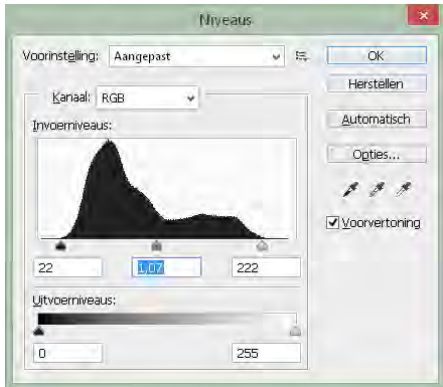 Niveaus
Voorinstelling: Aangepast
OK
Herstellen
Automatisch
Opties...
Voorvertoning
Kanaal: RGB
Invoerniveaus:
22 1,07 222
Uitvoerniveaus:
0 255